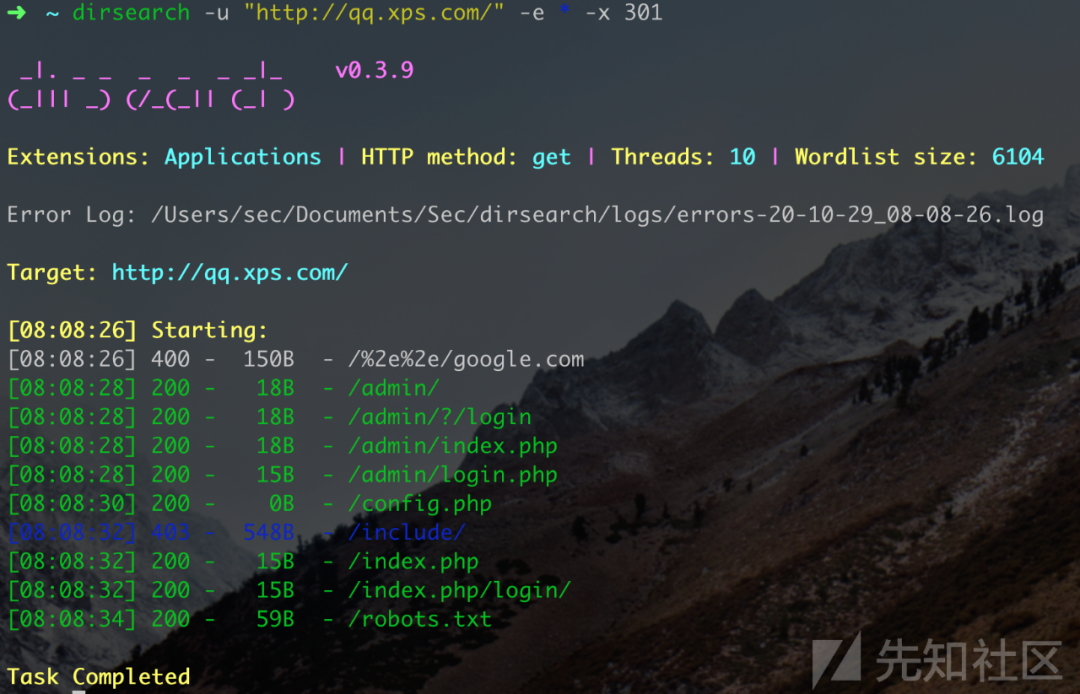 ➜ ~ dirsearch -u "http://qq.xps.com/" -e * -x 301
_|. _ _ _ _ _ _|_ v0.3.9
(_||| _) (/_(_|| (_| )
Extensions: Applications | HTTP method: get | Threads: 10 | Wordlist size: 6104
Error Log: /Users/sec/Documents/Sec/dirsearch/logs/errors-20-10-29_08-08-26.log
Target: http://qq.xps.com/
[08:08:26] Starting:
[08:08:26] 400 - 150B - /%2e%2e/google.com
[08:08:28] 200 - 18B - /admin/
[08:08:28] 200 - 18B - /admin/?/login
[08:08:28] 200 - 18B - /admin/index.php
[08:08:28] 200 - 15B - /admin/login.php
[08:08:30] 200 - 0B - /config.php
[08:08:32] 403 - 548B - /include/
[08:08:32] 200 - 15B - /index.php
[08:08:32] 200 - 15B - /index.php/login/
[08:08:34] 200 - 59B - /robots.txt
Task Completed
先知社区